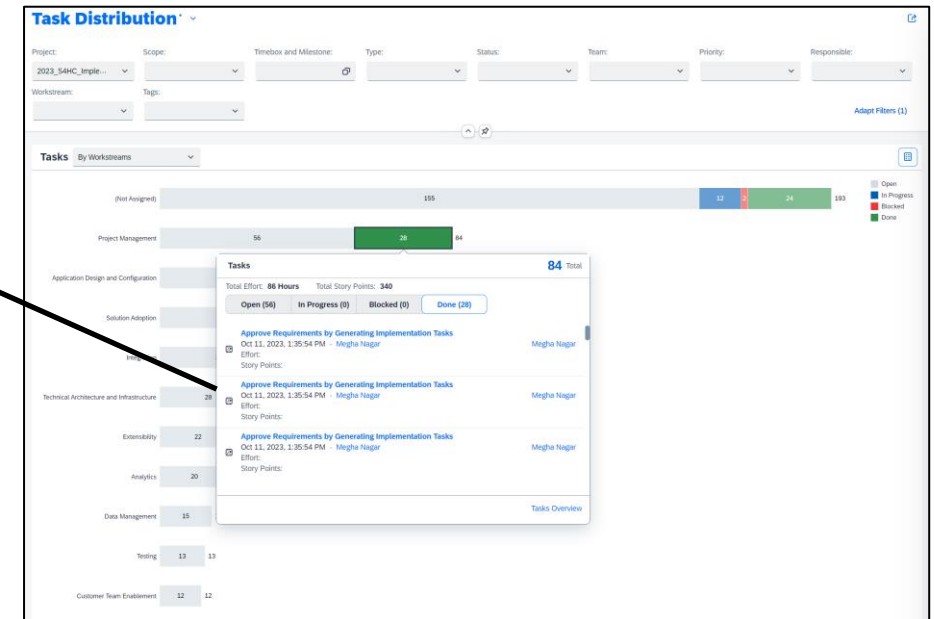 Task Distribution*
Project: Scope: Timebox and Milestone: Type: Status: Team: Priority: Responsible:
2023_S4HC_Imple...
Workstream: Tags:
Adapt Filters (1)
Tasks By Workstreams
Open
In Progress
Blocked
Done
(Not Assigned) 155 12 2 24 193
Project Management 56 28 84
Application Design and Configuration
Solution Adoption
Technical Architecture and Infrastructure 28
Extensibility 22
Analytics 20
Data Management 15
Testing 13 13
Customer Team Enablement 12 12
Tasks 84 Total
Total Effort: 86 Hours Total Story Points: 340
Open (56) In Progress (0) Blocked (0) Done (28)
Approve Requirements by Generating Implementation Tasks
Oct 11, 2023, 1:35:54 PM · Megha Nagar Megha Nagar
Effort:
Story Points:
Approve Requirements by Generating Implementation Tasks
Oct 11, 2023, 1:35:54 PM · Megha Nagar Megha Nagar
Effort:
Story Points:
Approve Requirements by Generating Implementation Tasks
Oct 11, 2023, 1:35:54 PM · Megha Nagar Megha Nagar
Effort:
Story Points:
Tasks Overview